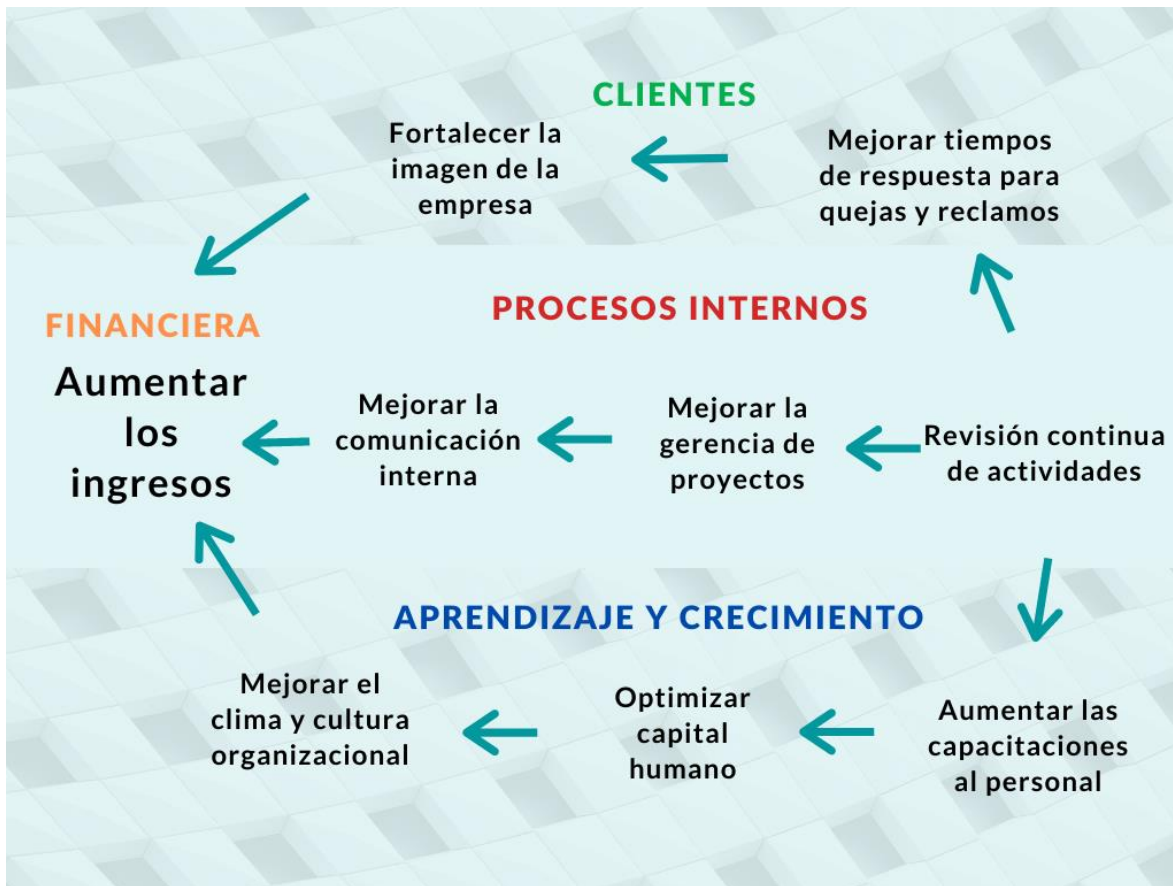 CLIENTES
Fortalecer la
imagen de la
empresa
Mejorar tiempos
de respuesta para
quejas y reclamos
FINANCIERA
Aumentar
los
ingresos
PROCESOS INTERNOS
Mejorar la
comunicación
interna
Mejorar la
gerencia de
proyectos
Revisión continua
de actividades
APRENDIZAJE Y CRECIMIENTO
Mejorar el
clima y cultura
organizacional
Optimizar
capital
humano
Aumentar las
capacitaciones
al personal